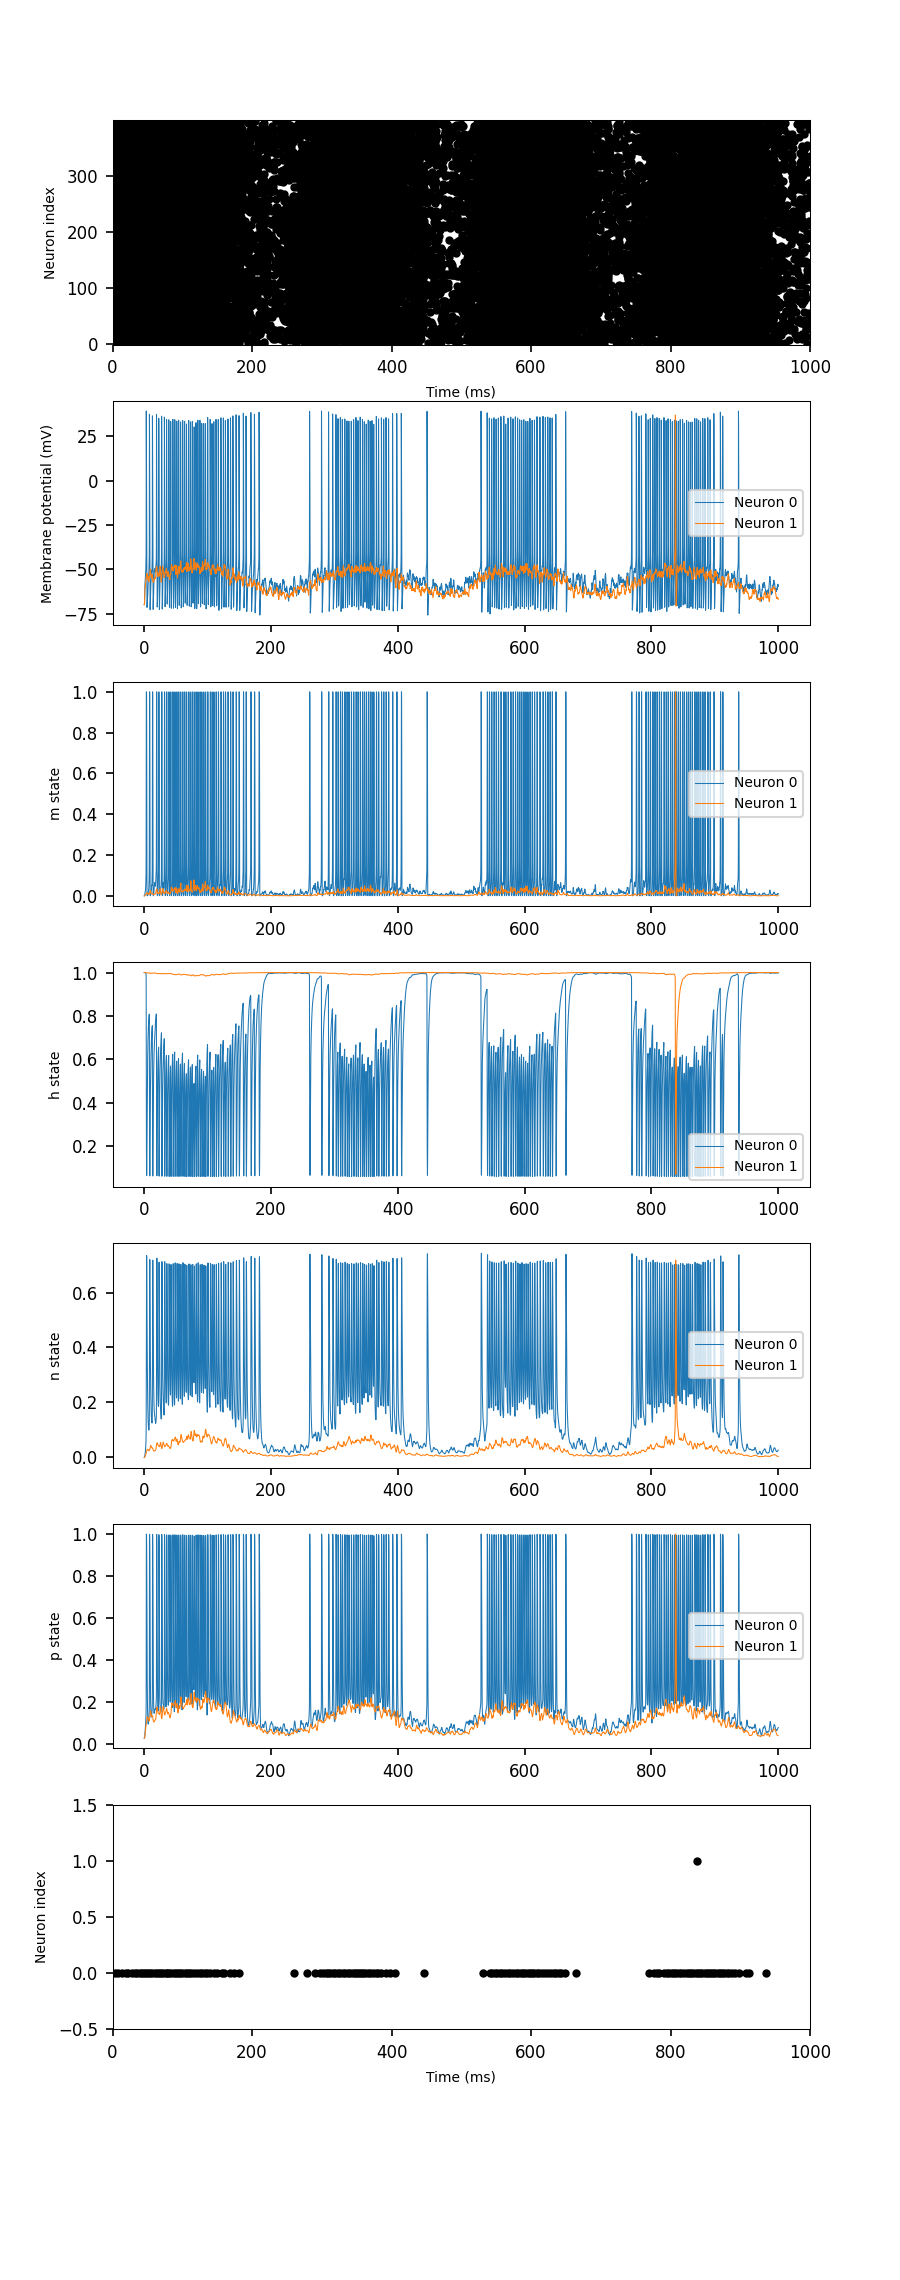 300
200
100
0
Neuron index
0 200 400 600 800 1000
Time (ms)
25
0
−25
−50
−75
Membrane potential (mV)
Neuron 0
Neuron 1
0 200 400 600 800 1000
1.0
0.8
0.6
0.4
0.2
0.0
m state
Neuron 0
Neuron 1
0 200 400 600 800 1000
1.0
0.8
0.6
0.4
0.2
h state
Neuron 0
Neuron 1
0 200 400 600 800 1000
0.6
0.4
0.2
0.0
n state
Neuron 0
Neuron 1
0 200 400 600 800 1000
1.0
0.8
0.6
0.4
0.2
0.0
p state
Neuron 0
Neuron 1
0 200 400 600 800 1000
1.5
1.0
0.5
0.0
−0.5
Neuron index
0 200 400 600 800 1000
Time (ms)